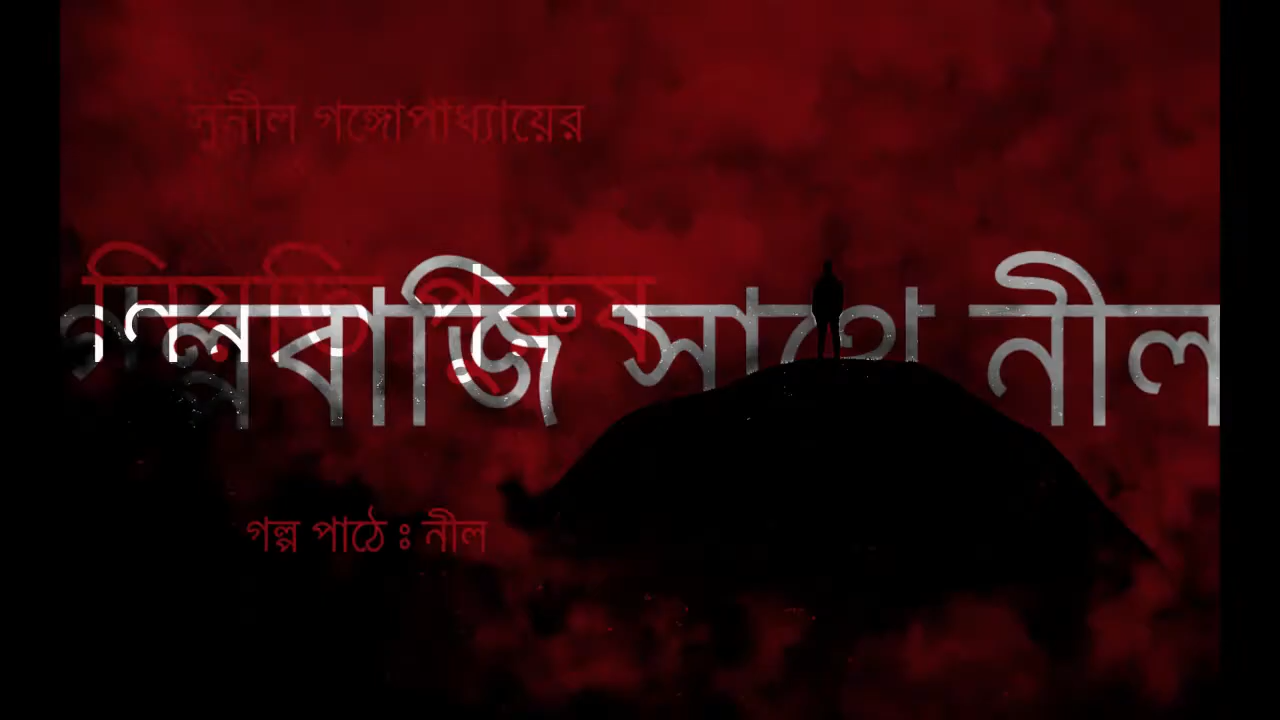 সুনীল গঙ্গোপাধ্যায়ের
নিয়তি পুরুষ
গল্পবাজি সাথে নীল
গল্প পাঠে ঃ নীল